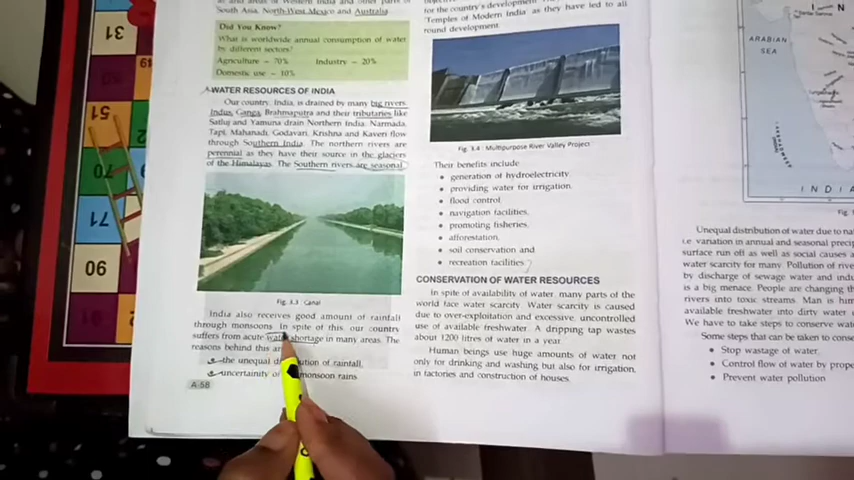 South Asia, North-West Mexico and Australia
Did You Know?
What is worldwide annual consumption of water
by different sectors?
Agriculture – 70% Industry – 20%
Domestic use – 10%
WATER RESOURCES OF INDIA
Our country, India, is drained by many big rivers.
Indus, Ganga, Brahmaputra and their tributaries like
Satluj and Yamuna drain Northern India. Narmada,
Tapi, Mahanadi, Godavari, Krishna and Kaveri flow
through Southern India. The northern rivers are
perennial as they have their source in the glaciers
of the Himalayas. The Southern rivers are seasonal.
Fig. 3.3 Canal
India also receives good amount of rainfall
through monsoons. In spite of this, our country
suffers from acute water shortage in many areas. The
reasons behind this
the unequal distribution of rainfall,
uncertainty monsoon rains
A-58
for the country's development.
'Temples of Modern India' as they have led to all
round development.
Fig. 3.4 Multipurpose River Valley Project
Their benefits include
• generation of hydroelectricity
• providing water for irrigation,
• flood control,
• navigation facilities,
• promoting fisheries,
• afforestation,
• soil conservation and
• recreation facilities.
CONSERVATION OF WATER RESOURCES
In spite of availability of water, many parts of the
world face water scarcity. Water scarcity is caused
due to over-exploitation and excessive, uncontrolled
use of available freshwater. A dripping tap wastes
about 1200 litres of water in a year.
Human beings use huge amounts of water not
only for drinking and washing but also for irrigation,
in factories and construction of houses.
ARABIAN
SEA
INDIA
Unequal distribution of water due to
i.e variation in annual and seasonal
surface run off as well as social causes
water scarcity for many. Pollution of
by discharge of sewage water and
is a big menace. People are changing
rivers into toxic streams. Man is
available freshwater into dirty water
We have to take steps to conserve
Some steps that can be taken to
• Stop wastage of water.
• Control flow of water by
• Prevent water pollution
31
49
51
70
71
90
91